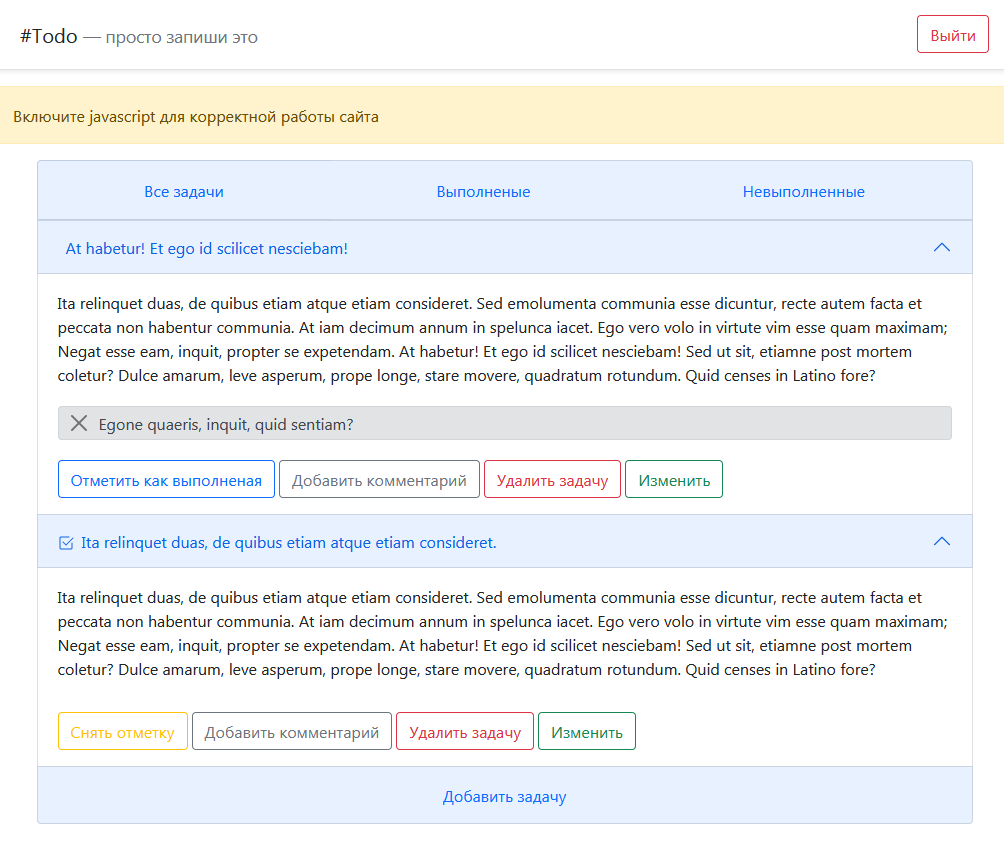 #Todo — просто запиши это
Выйти
Включите javascript для корректной работы сайта
Все задачи
Выполненые
Невыполненные
At habetur! Et ego id scilicet nesciebam!
Ita relinquet duas, de quibus etiam atque etiam consideret. Sed emolumenta communia esse dicuntur, recte autem facta et
peccata non habentur communia. At iam decimum annum in spelunca iacet. Ego vero volo in virtute vim esse quam maximam;
Negat esse eam, inquit, propter se expetendam. At habetur! Et ego id scilicet nesciebam! Sed ut sit, etiamne post mortem
coletur? Dulce amarum, leve asperum, prope longe, stare movere, quadratum rotundum. Quid censes in Latino fore?
Egone quaeris, inquit, quid sentiam?
Отметить как выполненая
Добавить комментарий
Удалить задачу
Изменить
Ita relinquet duas, de quibus etiam atque etiam consideret.
Ita relinquet duas, de quibus etiam atque etiam consideret. Sed emolumenta communia esse dicuntur, recte autem facta et
peccata non habentur communia. At iam decimum annum in spelunca iacet. Ego vero volo in virtute vim esse quam maximam;
Negat esse eam, inquit, propter se expetendam. At habetur! Et ego id scilicet nesciebam! Sed ut sit, etiamne post mortem
coletur? Dulce amarum, leve asperum, prope longe, stare movere, quadratum rotundum. Quid censes in Latino fore?
Снять отметку
Добавить комментарий
Удалить задачу
Изменить
Добавить задачу